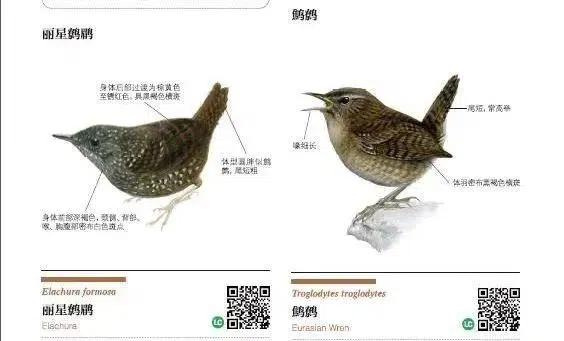 丽星鹩鹛
身体后部过渡为棕黄色
至锈红色,具黑褐色横斑
体型圆胖似鹪
鹩,尾短粗
身体前部深褐色,颈侧、背部、
喉、胸腹部密布白色斑点
Elachura formosa
丽星鹩鹛
Elachura
LC
鹪鹩
尾短,常高举
喙细长
体羽密布黑褐色横斑
Troglodytes troglodytes
鹪鹩
Eurasian Wren
LC